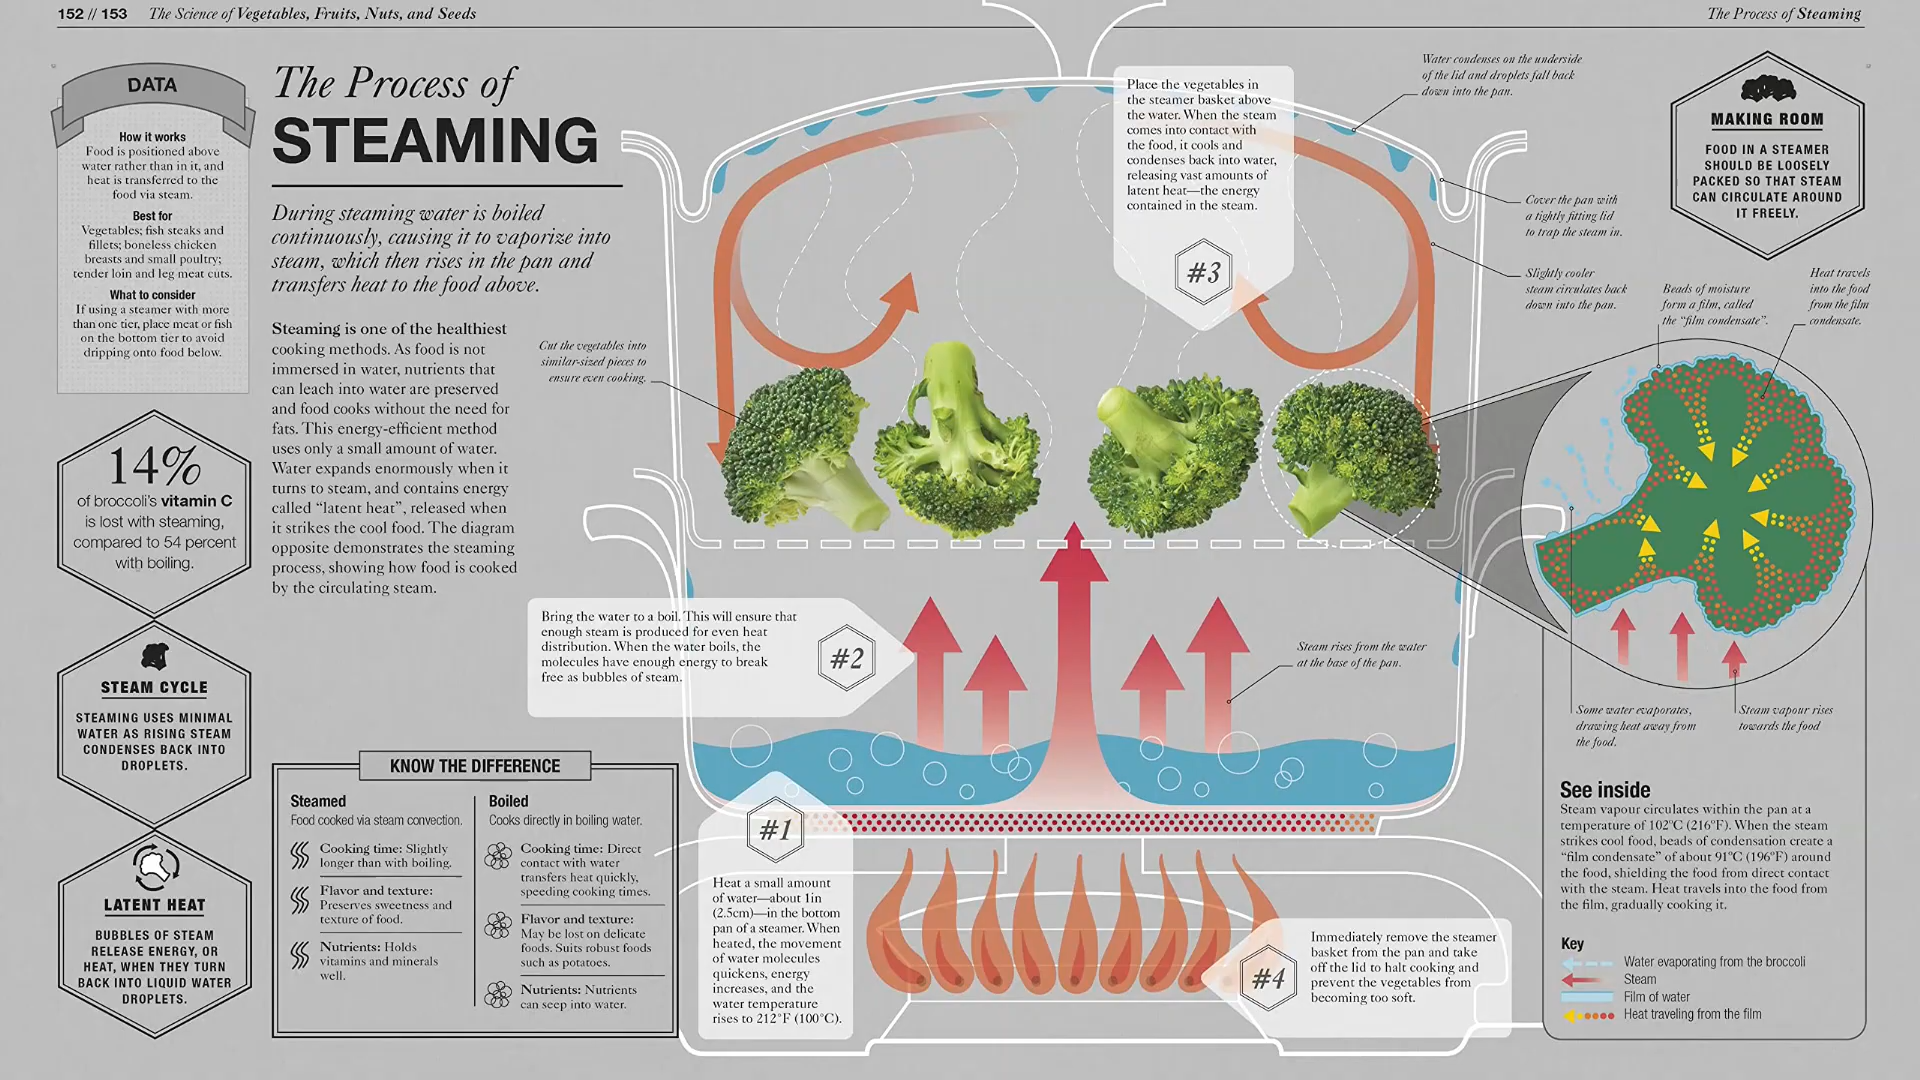 152 // 153 The Science of Vegetables, Fruits, Nuts, and Seeds
The Process of Steaming
DATA
How it works
Food is positioned above
water rather than in it, and
heat is transferred to the
food via steam.
Best for
Vegetables; fish steaks and
fillets; boneless chicken
breasts and small poultry;
tender loin and leg meat cuts.
What to consider
If using a steamer with more
than one tier, place meat or fish
on the bottom tier to avoid
dripping onto food below.
14%
of broccoli's vitamin C
is lost with steaming,
compared to 54 percent
with boiling.
STEAM CYCLE
STEAMING USES MINIMAL
WATER AS RISING STEAM
CONDENSES BACK INTO
DROPLETS.
LATENT HEAT
BUBBLES OF STEAM
RELEASE ENERGY, OR
HEAT, WHEN THEY TURN
BACK INTO LIQUID WATER
DROPLETS.
The Process of
STEAMING
During steaming water is boiled
continuously, causing it to vaporize into
steam, which then rises in the pan and
transfers heat to the food above.
Steaming is one of the healthiest
cooking methods. As food is not
immersed in water, nutrients that
can leach into water are preserved
and food cooks without the need for
fats. This energy-efficient method
uses only a small amount of water.
Water expands enormously when it
turns to steam, and contains energy
called “latent heat”, released when
it strikes the cool food. The diagram
opposite demonstrates the steaming
process, showing how food is cooked
by the circulating steam.
KNOW THE DIFFERENCE
Steamed
Food cooked via steam convection.
Cooking time: Slightly
longer than with boiling.
Flavor and texture:
Preserves sweetness and
texture of food.
Nutrients: Holds
vitamins and minerals
well.
Boiled
Cooks directly in boiling water.
Cooking time: Direct
contact with water
transfers heat quickly,
speeding cooking times.
Flavor and texture:
May be lost on delicate
foods. Suits robust foods
such as potatoes.
Nutrients: Nutrients
can seep into water.
Cut the vegetables into
similar-sized pieces to
ensure even cooking.
#1
Heat a small amount
of water—about 1in
(2.5cm)—in the bottom
pan of a steamer. When
heated, the movement
of water molecules
quickens, energy
increases, and the
water temperature
rises to 212°F (100°C).
Bring the water to a boil. This will ensure that
enough steam is produced for even heat
distribution. When the water boils, the
molecules have enough energy to break
free as bubbles of steam.
#2
Place the vegetables in
the steamer basket above
the water. When the steam
comes into contact with
the food, it cools and
condenses back into water,
releasing vast amounts of
latent heat—the energy
contained in the steam.
#3
#4
Immediately remove the steamer
basket from the pan and take
off the lid to halt cooking and
prevent the vegetables from
becoming too soft.
Steam rises from the water
at the base of the pan.
Water condenses on the underside
of the lid and droplets fall back
down into the pan.
Cover the pan with
a tightly fitting lid
to trap the steam in.
Slightly cooler
steam circulates back
down into the pan.
MAKING ROOM
FOOD IN A STEAMER
SHOULD BE LOOSELY
PACKED SO THAT STEAM
CAN CIRCULATE AROUND
IT FREELY.
Beads of moisture
form a film, called
the “film condensate”.
Heat travels
into the food
from the film
condensate.
Some water evaporates,
drawing heat away from
the food.
Steam vapour rises
towards the food
See inside
Steam vapour circulates within the pan at a
temperature of 102°C (216°F). When the steam
strikes cool food, beads of condensation create a
“film condensate” of about 91°C (196°F) around
the food, shielding the food from direct contact
with the steam. Heat travels into the food from
the film, gradually cooking it.
Key
Water evaporating from the broccoli
Steam
Film of water
Heat traveling from the film